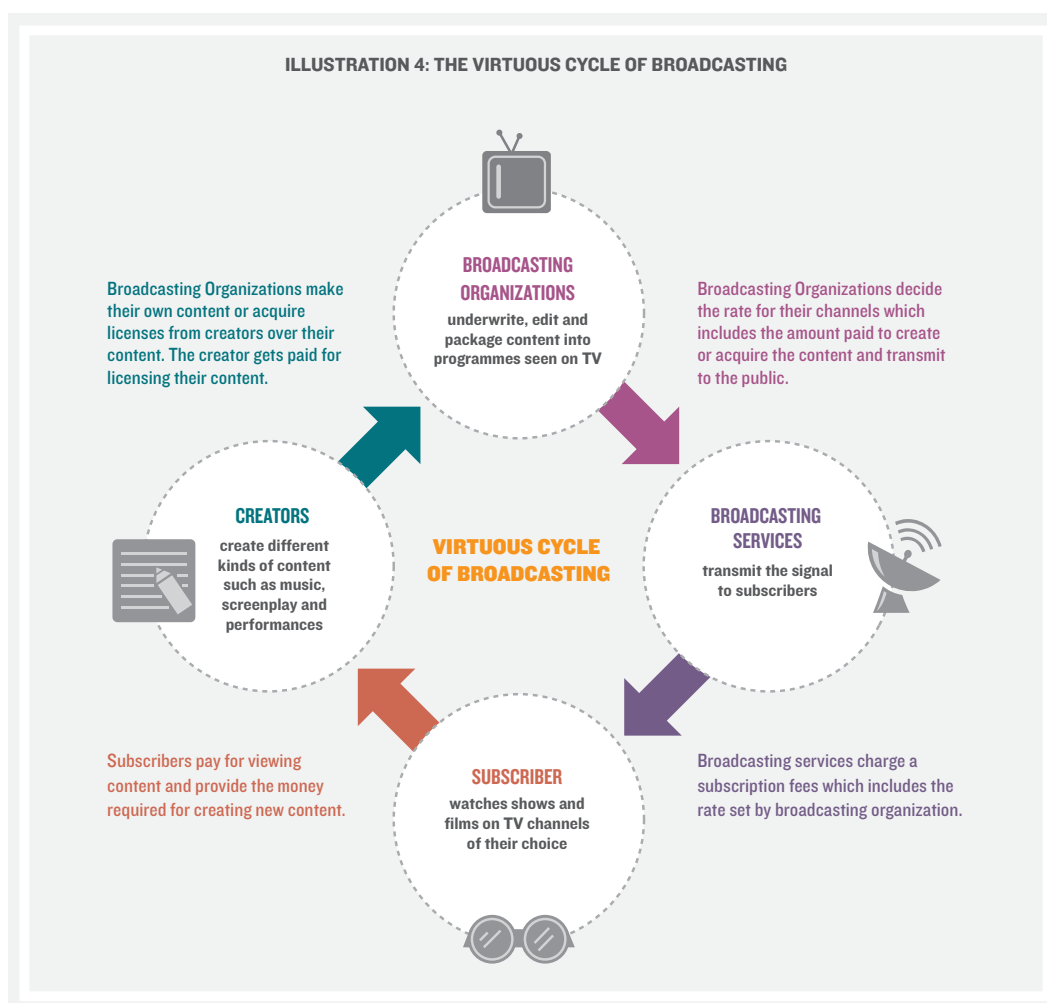 ILLUSTRATION 4: THE VIRTUOUS CYCLE OF BROADCASTING
BROADCASTING
ORGANIZATIONS
underwrite, edit and
package content into
programmes seen on TV
Broadcasting Organizations make
their own content or acquire
licenses from creators over their
content. The creator gets paid for
licensing their content.
Broadcasting Organizations decide
the rate for their channels which
includes the amount paid to create
or acquire the content and transmit
to the public.
CREATORS
create different
kinds of content
such as music,
screenplay and
performances
VIRTUOUS CYCLE
OF BROADCASTING
BROADCASTING
SERVICES
transmit the signal
to subscribers
Subscribers pay for viewing
content and provide the money
required for creating new content.
SUBSCRIBER
watches shows and
films on TV channels
of their choice
Broadcasting services charge a
subscription fees which includes the
rate set by broadcasting organization.